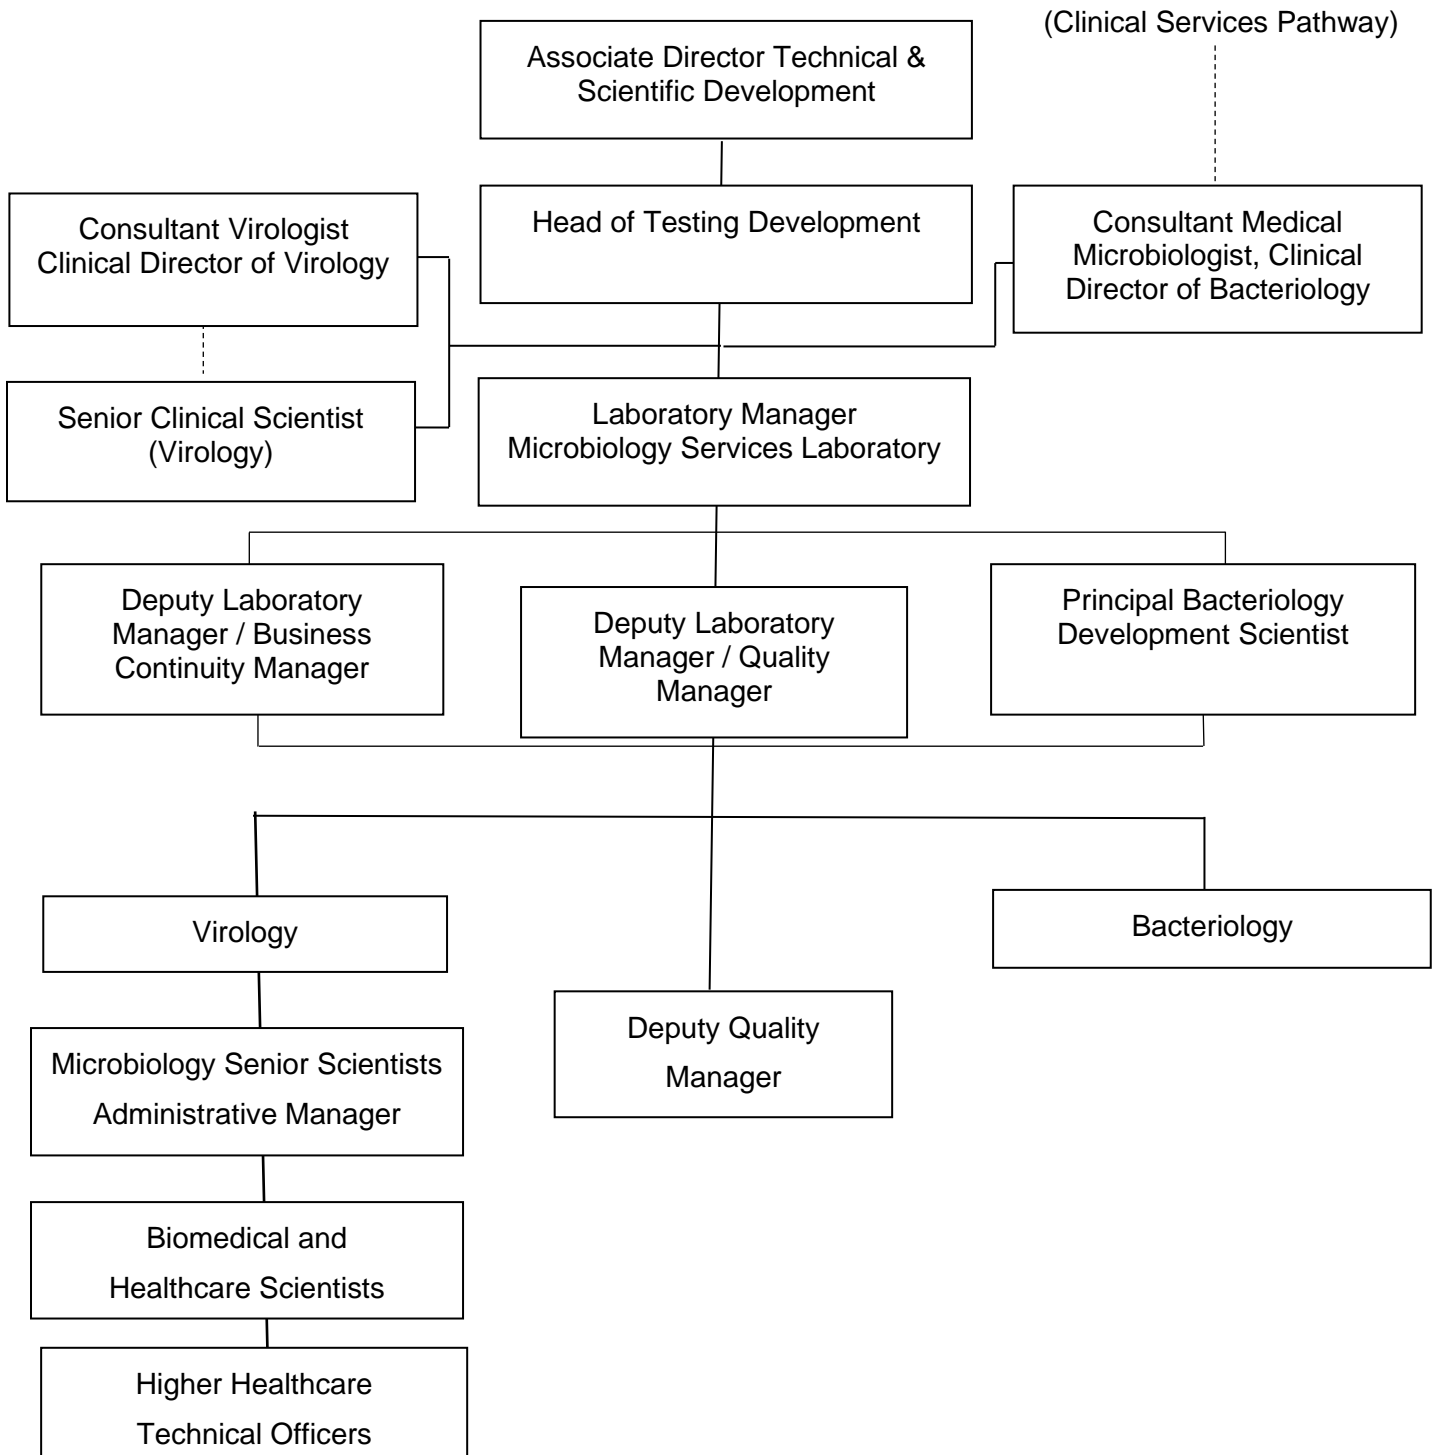 (Clinical Services Pathway)
Associate Director Technical &
Scientific Development
Consultant Virologist
Clinical Director of Virology
Head of Testing Development
Consultant Medical
Microbiologist, Clinical
Director of Bacteriology
Senior Clinical Scientist
(Virology)
Laboratory Manager
Microbiology Services Laboratory
Deputy Laboratory
Manager / Business
Continuity Manager
Deputy Laboratory
Manager / Quality
Manager
Principal Bacteriology
Development Scientist
Virology
Bacteriology
Microbiology Senior Scientists
Administrative Manager
Deputy Quality
Manager
Biomedical and
Healthcare Scientists
Higher Healthcare
Technical Officers